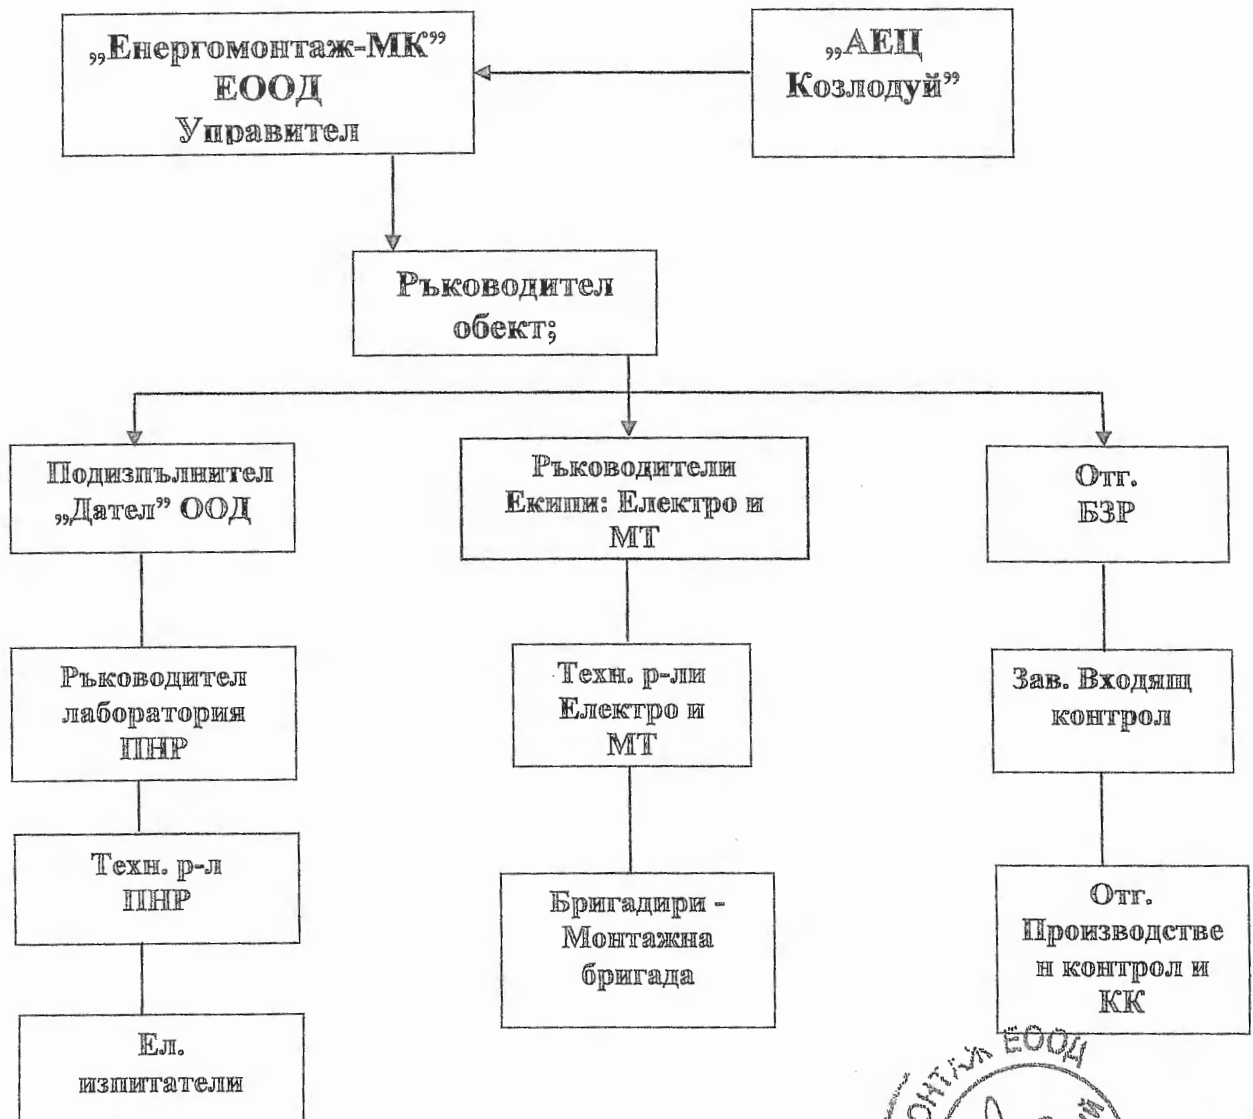 „Енергомонтаж-МК”
ЕООД
Управител
„АЕЦ
Козлодуй”
Ръководител
обект;
Подизпълнител
„Дател” ООД
Ръководители
Екипи: Електро и
МТ
Отг.
БЗР
Ръководител
лаборатория
ПНР
Техн. р-ли
Електро и
МТ
Зав. Входящ
контрол
Техн. р-л
ПНР
Бригадири -
Монтажна
бригада
Отг.
Производстве
н контрол и
КК
Ел.
изпитатели
ЕООД